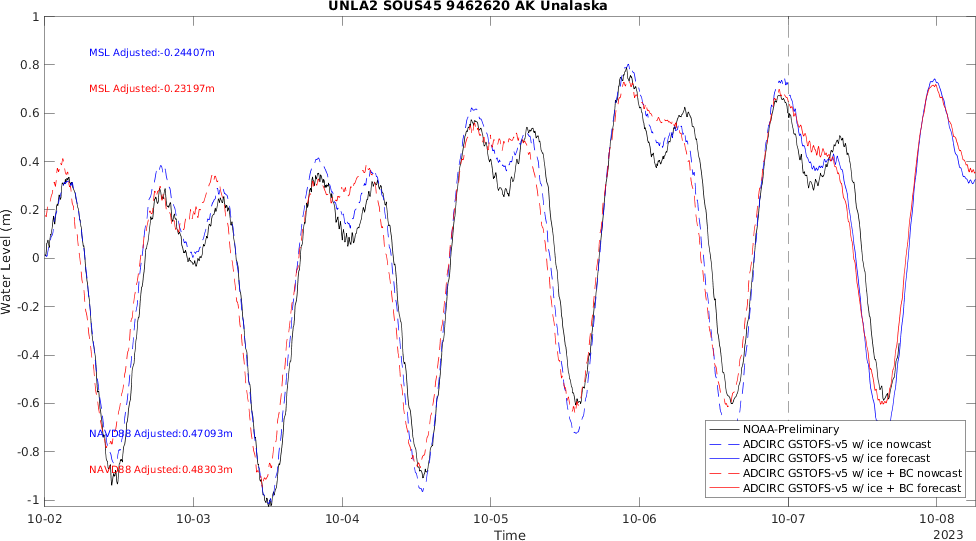 UNLA2 SOUS45 9462620 AK Unalaska
1
0.8
0.6
0.4
0.2
0
-0.2
-0.4
-0.6
-0.8
-1
Water Level (m)
MSL Adjusted:-0.24407m
MSL Adjusted:-0.23197m
NAVD88 Adjusted:0.47093m
NAVD88 Adjusted:0.48303m
NOAA-Preliminary
ADCIRC GSTOFS-v5 w/ ice nowcast
ADCIRC GSTOFS-v5 w/ ice forecast
ADCIRC GSTOFS-v5 w/ ice + BC nowcast
ADCIRC GSTOFS-v5 w/ ice + BC forecast
10-02 10-03 10-04 10-05 10-06 10-07 10-08
Time
2023